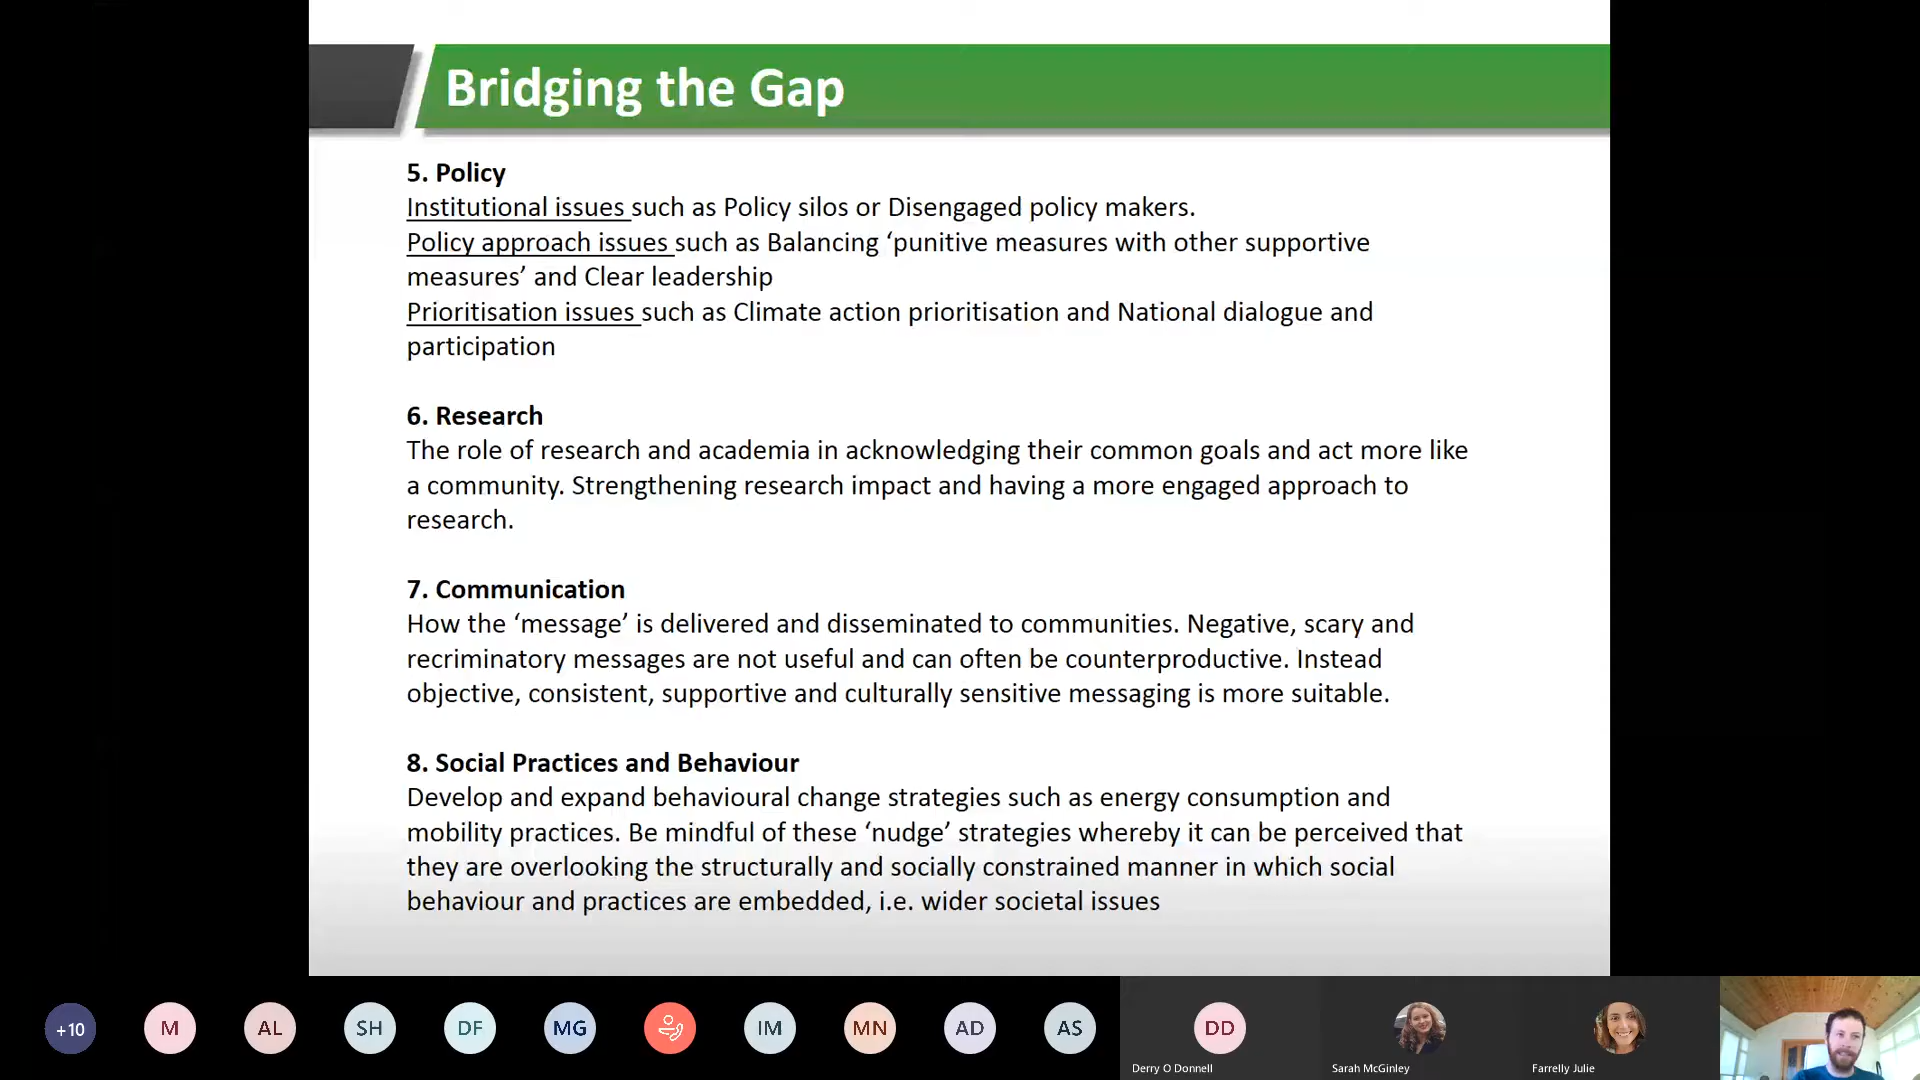 Bridging the Gap
5. Policy
Institutional issues such as Policy silos or Disengaged policy makers.
Policy approach issues such as Balancing ‘punitive measures with other supportive
measures’ and Clear leadership
Prioritisation issues such as Climate action prioritisation and National dialogue and
participation
6. Research
The role of research and academia in acknowledging their common goals and act more like
a community. Strengthening research impact and having a more engaged approach to
research.
7. Communication
How the ‘message’ is delivered and disseminated to communities. Negative, scary and
recriminatory messages are not useful and can often be counterproductive. Instead
objective, consistent, supportive and culturally sensitive messaging is more suitable.
8. Social Practices and Behaviour
Develop and expand behavioural change strategies such as energy consumption and
mobility practices. Be mindful of these ‘nudge’ strategies whereby it can be perceived that
they are overlooking the structurally and socially constrained manner in which social
behaviour and practices are embedded, i.e. wider societal issues
+10 M AL SH DF MG IM MN AD AS DD
Derry O Donnell Sarah McGinley Farrelly Julie